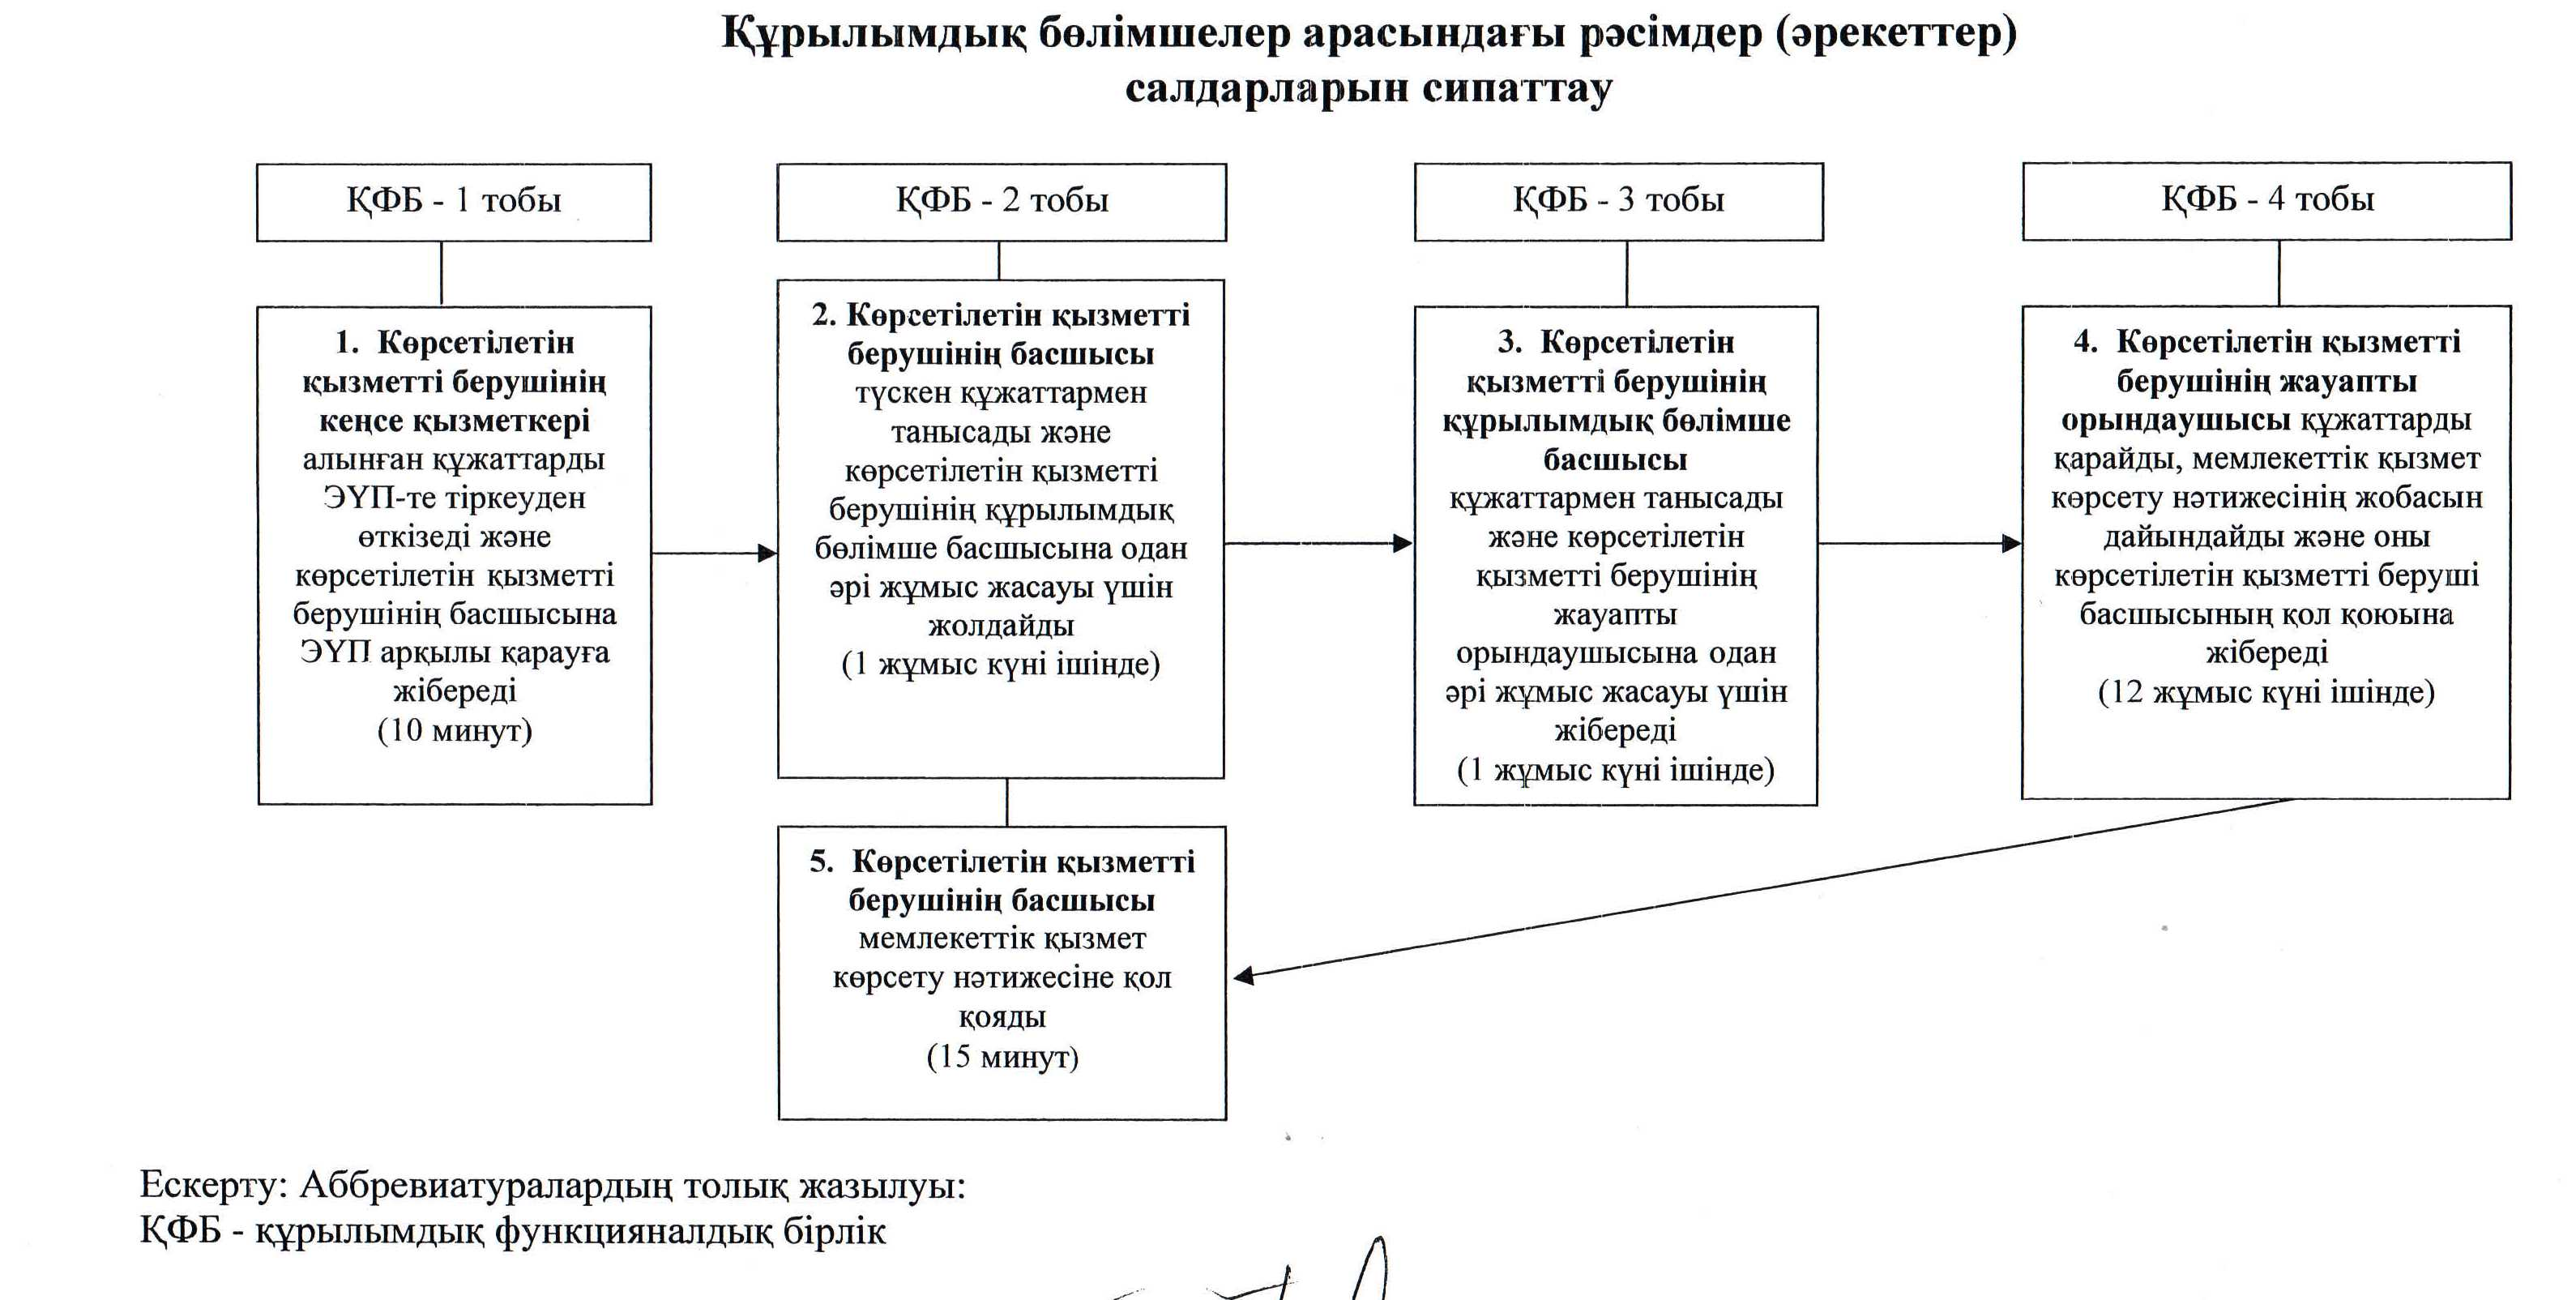 Құрылымдық бөлімшелер арасындағы рәсімдер (әрекеттер)
салдарларын сипаттау
ҚФБ - 1 тобы
ҚФБ - 2 тобы
ҚФБ - 3 тобы
ҚФБ - 4 тобы
1. Көрсетілетін
қызметті берушінің
кеңсе қызметкері
алынған құжаттарды
ЭҮП-те тіркеуден
өткізеді және
көрсетілетін қызметті
берушінің басшысына
ЭҮП арқылы қарауға
жібереді
(10 минут)
2. Көрсетілетін қызметті
берушінің басшысы
түскен құжаттармен
танысады және
көрсетілетін қызметті
берушінің құрылымдық
бөлімше басшысына одан
әрі жұмыс жасауы үшін
жолдайды
(1 жұмыс күні ішінде)
3. Көрсетілетін
қызметті берушінің
құрылымдық бөлімше
басшысы
құжаттармен танысады
және көрсетілетін
қызметті берушінің
жауапты
орындаушысына одан
әрі жұмыс жасауы үшін
жібереді
(1 жұмыс күні ішінде)
4. Көрсетілетін қызметті
берушінің жауапты
орындаушысы құжаттарды
қарайды, мемлекеттік қызмет
көрсету нәтижесінің жобасын
дайындайды және оны
көрсетілетін қызметті беруші
басшысының қол қоюына
жібереді
(12 жұмыс күні ішінде)
5. Көрсетілетін қызметті
берушінің басшысы
мемлекеттік қызмет
көрсету нәтижесіне қол
қояды
(15 минут)
Ескерту: Аббревиатуралардың толық жазылуы:
ҚФБ - құрылымдық функцияналдық бірлік